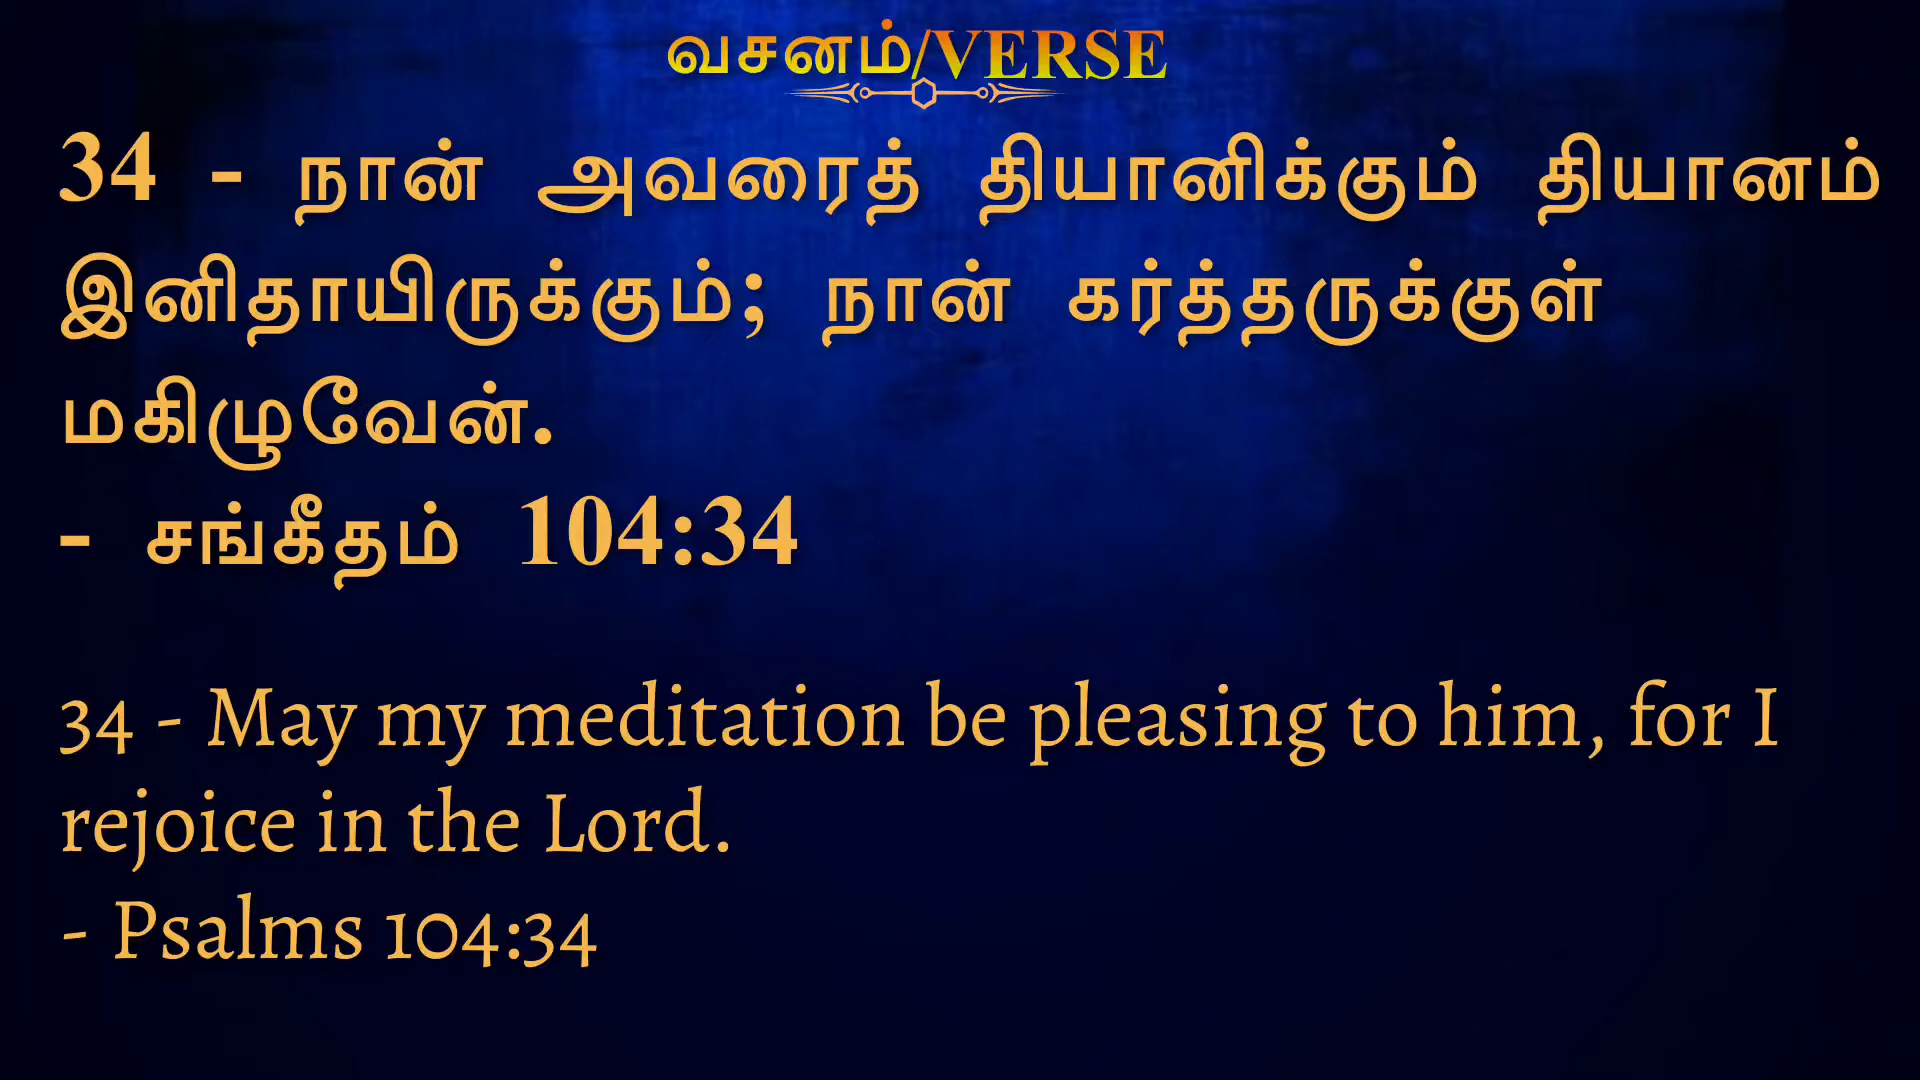 வசனம்/VERSE
34 - நான் அவரைத் தியானிக்கும் தியானம்
இனிதாயிருக்கும்; நான் கர்த்தருக்குள்
மகிழுவேன்.
- சங்கீதம் 104:34
34 - May my meditation be pleasing to him, for I
rejoice in the Lord.
- Psalms 104:34